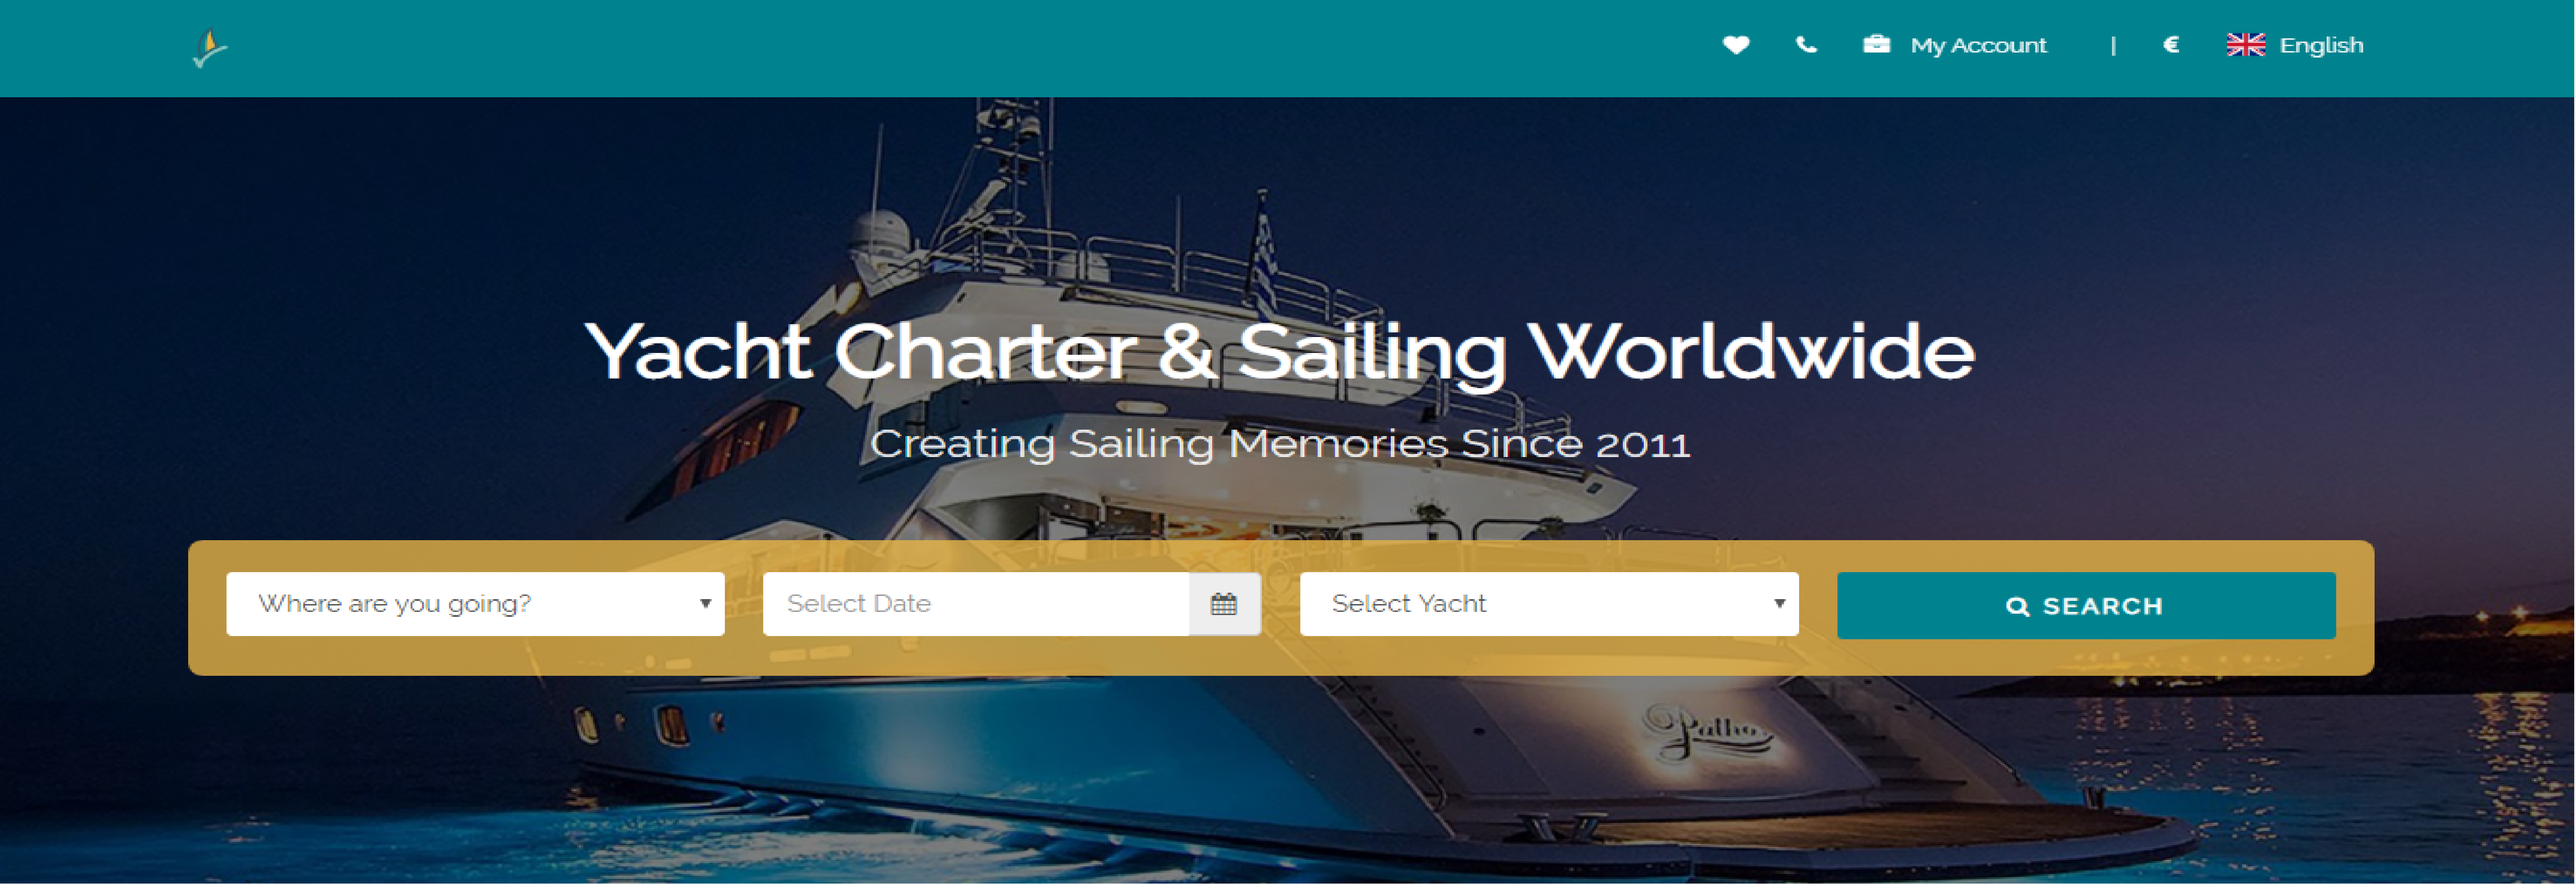 My Account | € English
Yacht Charter & Sailing Worldwide
Creating Sailing Memories Since 2011
Where are you going?
Select Date
Select Yacht
SEARCH